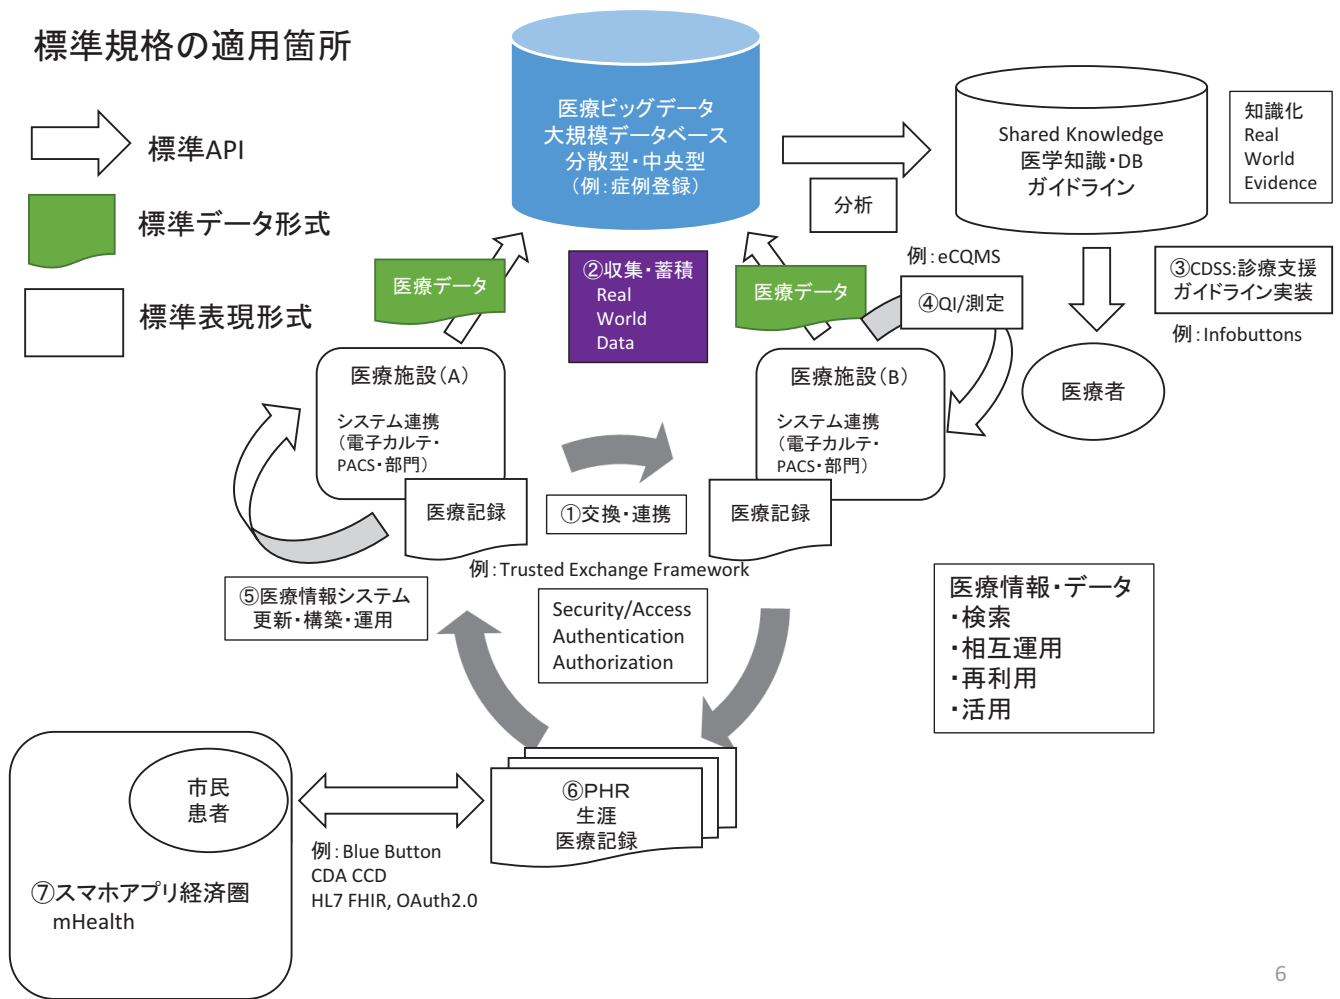 標準規格の適用箇所
標準API
標準データ形式
標準表現形式
医療ビッグデータ
大規模データベース
分散型・中央型
(例:症例登録)
分析
Shared Knowledge
医学知識・DB
ガイドライン
知識化
Real
World
Evidence
医療データ
②収集・蓄積
Real
World
Data
医療データ
例:eCQMS
④QI/測定
③CDSS:診療支援
ガイドライン実装
例:Infobuttons
医療者
医療施設(A)
システム連携
(電子カルテ・
PACS・部門)
医療記録
①交換・連携
医療施設(B)
システム連携
(電子カルテ・
PACS・部門)
医療記録
例:Trusted Exchange Framework
Security/Access
Authentication
Authorization
⑤医療情報システム
更新・構築・運用
医療情報・データ
・検索
・相互運用
・再利用
・活用
市民
患者
⑦スマホアプリ経済圏
mHealth
例:Blue Button
CDA CCD
HL7 FHIR, OAuth2.0
⑥PHR
生涯
医療記録
6